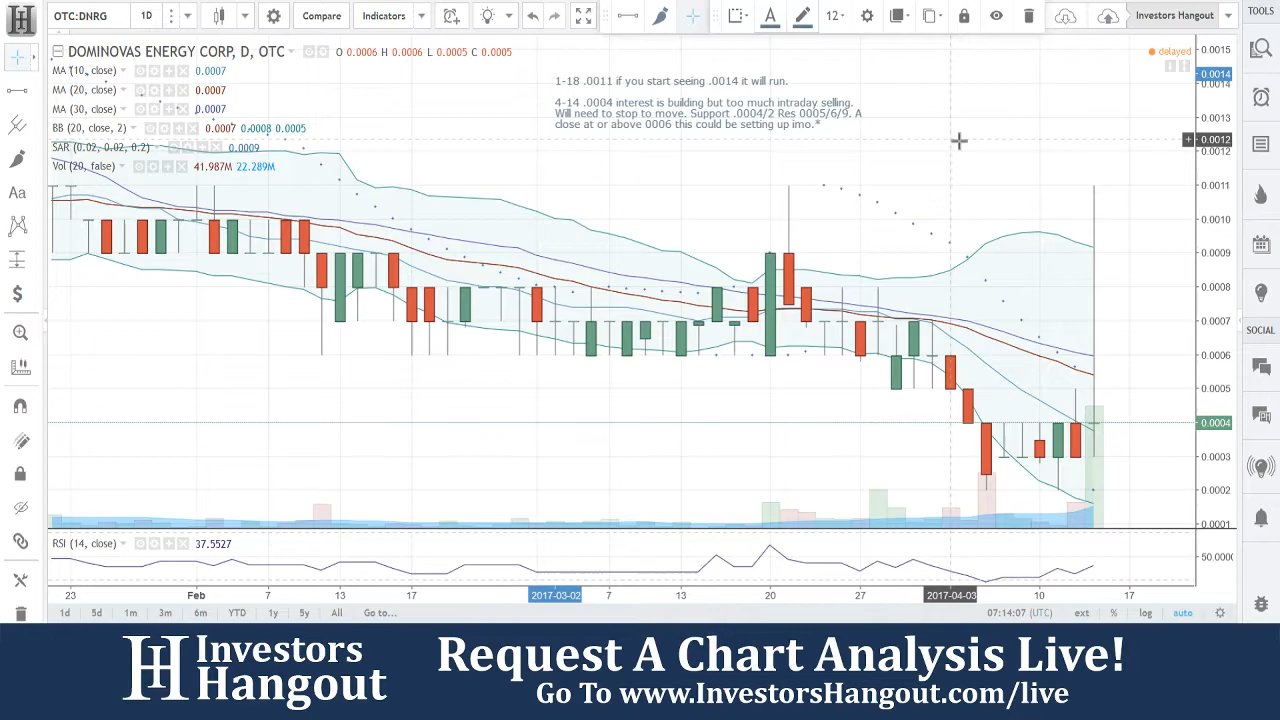 OTC:DNRG 1D Compare Indicators 12 Investors Hangout TOOLS
DOMINOVAS ENERGY CORP, D, OTC O 0.0006 H 0.0006 L 0.0005 C 0.0005
delayed
MA (10, close) 0.0007
MA (20, close) 0.0007
MA (30, close) 0.0007
BB (20, close, 2) 0.0007 0.0008 0.0005
SAR (0.02, 0.02, 0.2) 0.0009
Vol (20, false) 41.987M 22.289M
1-18 .0011 if you start seeing .0014 it will run.
4-14 .0004 interest is building but too much intraday selling.
Will need to stop to move. Support .0004/2 Res 0005/6/9. A
close at or above 0006 this could be setting up imo.*
0.0015
0.0014
0.0012
0.0012
0.0011
0.0010
0.0009
0.0008
0.0007
0.0006
0.0005
0.0004
0.0003
0.0002
0.0001
Aa
$
SOCIAL
RSI (14, close) 37.5527
50.0000
23 Feb 7 13 17 2017-03-02 7 13 20 27 2017-04-03 10 17
1d 5d 1m 3m 6m YTD 1y 5y All Go to... 07:14:07 (UTC) ext % log auto
H Investors
Hangout
Request A Chart Analysis Live!
Go To www.InvestorsHangout.com/live